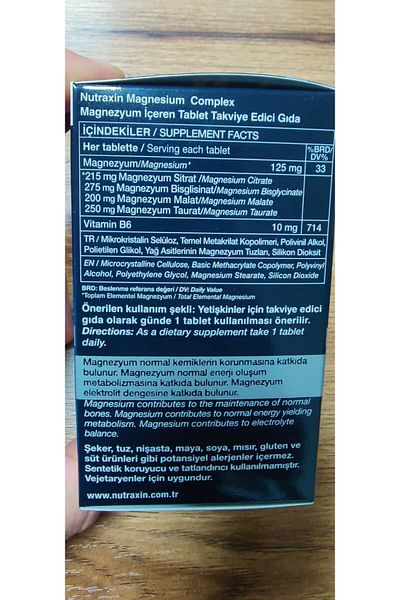 Nutraxin Magnesium Complex
Magnezyum İçeren Tablet Takviye Edici Gıda
İÇİNDEKİLER / SUPPLEMENT FACTS
Her tablette / Serving each tablet %BRD/ DV%
Magnezyum/Magnesium* 125 mg 33
*215 mg Magnezyum Sitrat /Magnesium Citrate
275 mg Magnezyum Bisglisinat/Magnesium Bisglycinate
200 mg Magnezyum Malat/Magnesium Malate
250 mg Magnezyum Taurat/Magnesium Taurate
Vitamin B6 10 mg 714
TR / Mikrokristalin Selüloz, Temel Metakrilat Kopolimeri, Polivinil Alkol,
Polietilen Glikol, Yağ Asitlerinin Magnezyum Tuzları, Silikon Dioksit
EN / Microcrystalline Cellulose, Basic Methacrylate Copolymer, Polyvinyl
Alcohol, Polyethylene Glycol, Magnesium Stearate, Silicon Dioxide
BRD: Beslenme referans değeri / DV: Daily Value
*Toplam Elementel Magnezyum / Total Elemental Magnesium
Önerilen kullanım şekli: Yetişkinler için takviye edici
gıda olarak günde 1 tablet kullanılması önerilir.
Directions: As a dietary supplement take 1 tablet
daily.
Magnezyum normal kemiklerin korunmasına katkıda
bulunur. Magnezyum normal enerji oluşum
metabolizmasına katkıda bulunur. Magnezyum
elektrolit dengesine katkıda bulunur.
Magnesium contributes to the maintenance of normal
bones. Magnesium contributes to normal energy yielding
metabolism. Magnesium contributes to electrolyte
balance.
Şeker, tuz, nişasta, maya, soya, mısır, gluten ve
süt ürünleri gibi potansiyel alerjenler içermez.
Sentetik koruyucu ve tatlandırıcı kullanılmamıştır.
Vejetaryenler için uygundur.
www.nutraxin.com.tr